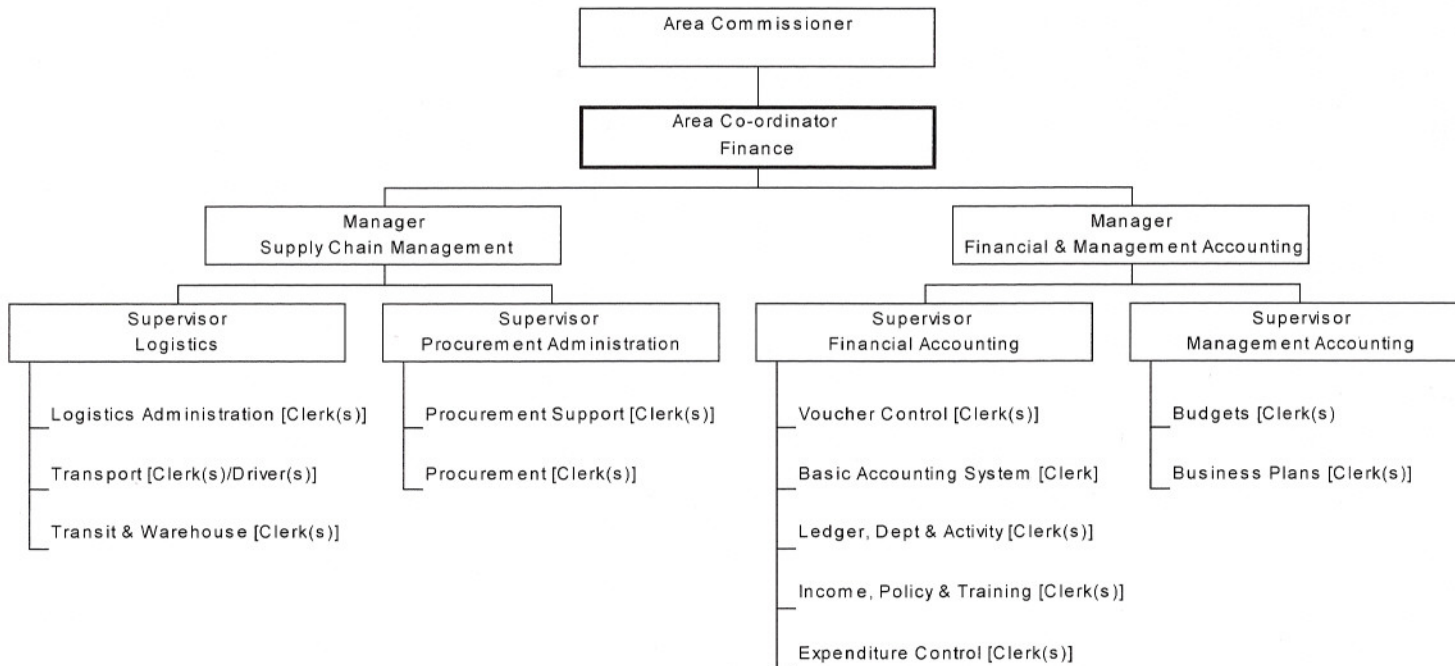 Area Commissioner
Area Co-ordinator
Finance
Manager
Supply Chain Management
Manager
Financial & Management Accounting
Supervisor
Logistics
Supervisor
Procurement Administration
Supervisor
Financial Accounting
Supervisor
Management Accounting
Logistics Administration [Clerk(s)]
Transport [Clerk(s)/Driver(s)]
Transit & Warehouse [Clerk(s)]
Procurement Support [Clerk(s)]
Procurement [Clerk(s)]
Voucher Control [Clerk(s)]
Basic Accounting System [Clerk]
Ledger, Dept & Activity [Clerk(s)]
Income, Policy & Training [Clerk(s)]
Expenditure Control [Clerk(s)]
Budgets [Clerk(s)
Business Plans [Clerk(s)]